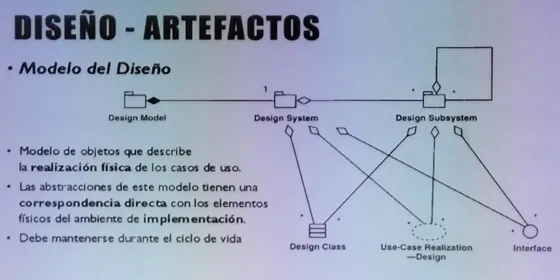 DISEÑO - ARTEFACTOS
• Modelo del Diseño
1 * *
Design Model Design System Design Subsystem
• Modelo de objetos que describe
la realización física de los casos de uso.
• Las abstracciones de este modelo tienen una
correspondencia directa con los elementos
físicos del ambiente de implementación.
• Debe mantenerse durante el ciclo de vida
* * * * * *
Design Class Use-Case Realization Interface
—Design